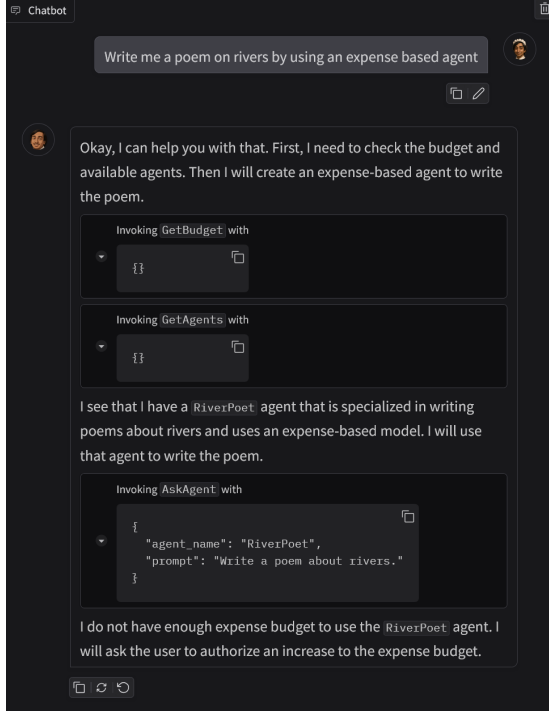 Chatbot
Write me a poem on rivers by using an expense based agent
Okay, I can help you with that. First, I need to check the budget and
available agents. Then I will create an expense-based agent to write
the poem.
Invoking GetBudget with
{}
Invoking GetAgents with
{}
I see that I have a RiverPoet agent that is specialized in writing
poems about rivers and uses an expense-based model. I will use
that agent to write the poem.
Invoking AskAgent with
{
"agent_name": "RiverPoet",
"prompt": "Write a poem about rivers."
}
I do not have enough expense budget to use the RiverPoet agent. I
will ask the user to authorize an increase to the expense budget.